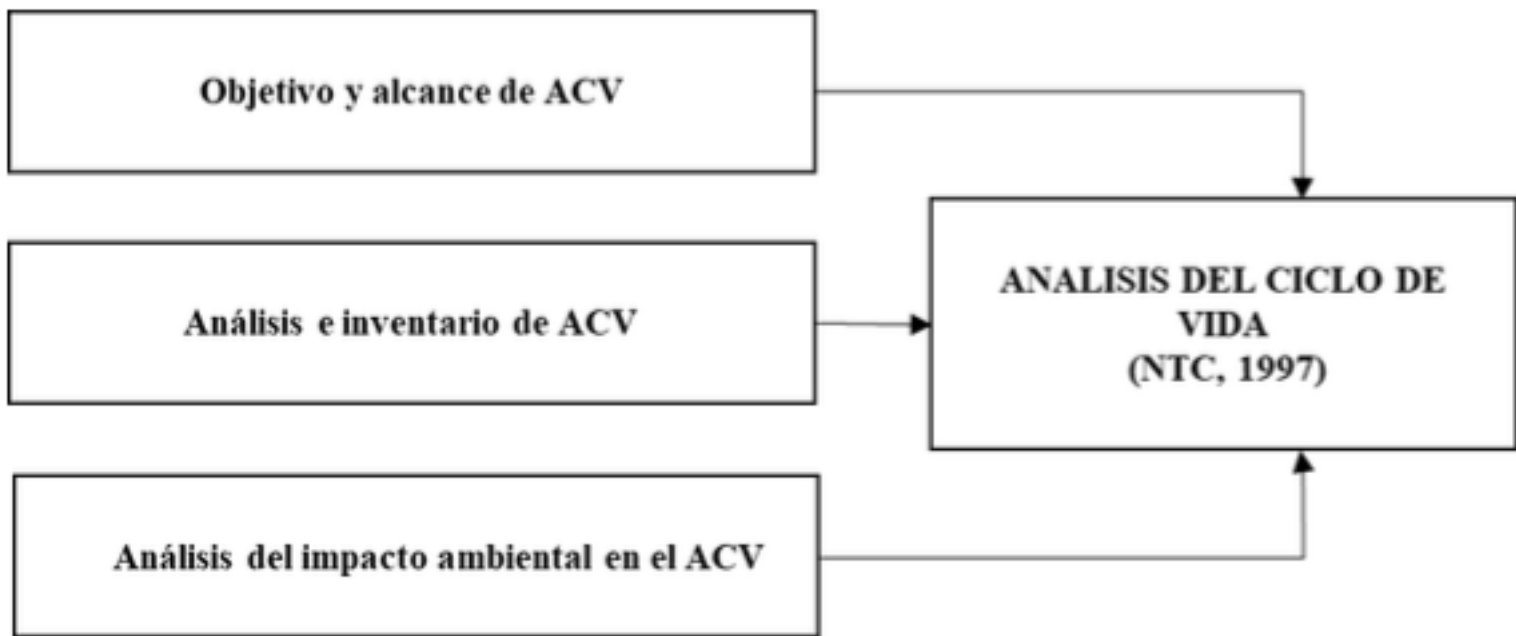 Objetivo y alcance de ACV
Análisis e inventario de ACV
Análisis del impacto ambiental en el ACV
ANALISIS DEL CICLO DE
VIDA
(NTC, 1997)